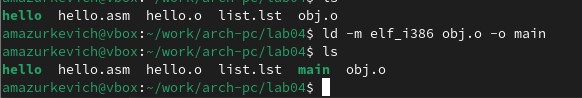 ls
hello hello.asm hello.o list.lst obj.o
amazurkevich@vbox:~/work/arch-pc/lab04$ ld -m elf_i386 obj.o -o main
amazurkevich@vbox:~/work/arch-pc/lab04$ ls
hello hello.asm hello.o list.lst main obj.o
amazurkevich@vbox:~/work/arch-pc/lab04$